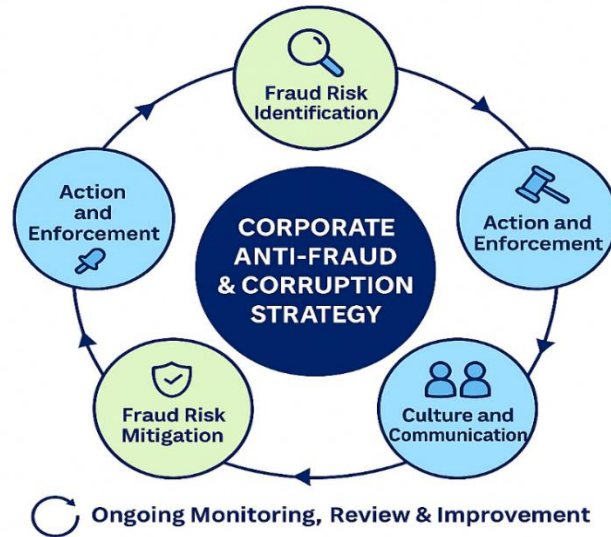 Fraud Risk
Identification
Action
and
Enforcement
Action and
Enforcement
CORPORATE
ANTI-FRAUD
& CORRUPTION
STRATEGY
Fraud Risk
Mitigation
Culture and
Communication
Ongoing Monitoring, Review & Improvement